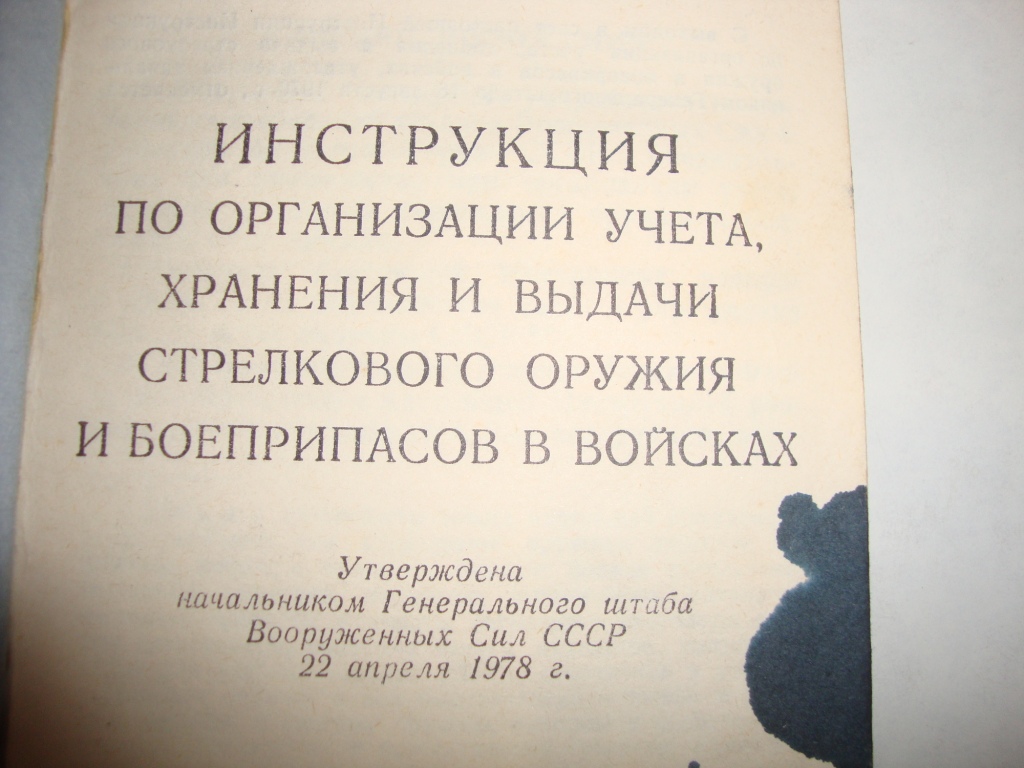 ИНСТРУКЦИЯ
ПО ОРГАНИЗАЦИИ УЧЕТА,
ХРАНЕНИЯ И ВЫДАЧИ
СТРЕЛКОВОГО ОРУЖИЯ
И БОЕПРИПАСОВ В ВОЙСКАХ
Утверждена
начальником Генерального штаба
Вооруженных Сил СССР
22 апреля 1978 г.